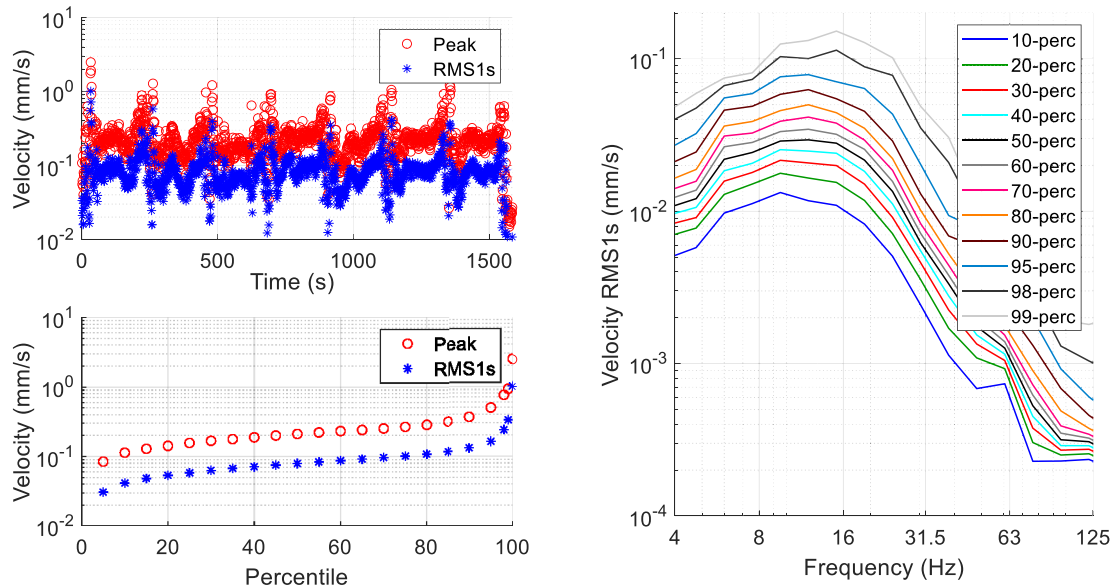 10^1
10^0
10^-1
10^-2
Velocity (mm/s)
Peak
RMS1s
0
500
1000
1500
Time (s)
10^1
10^0
10^-1
10^-2
Velocity (mm/s)
Peak
RMS1s
0
20
40
60
80
100
Percentile
10^-1
10^-2
10^-3
10^-4
Velocity RMS1s (mm/s)
10-perc
20-perc
30-perc
40-perc
50-perc
60-perc
70-perc
80-perc
90-perc
95-perc
98-perc
99-perc
4
8
16
31.5
63
125
Frequency (Hz)